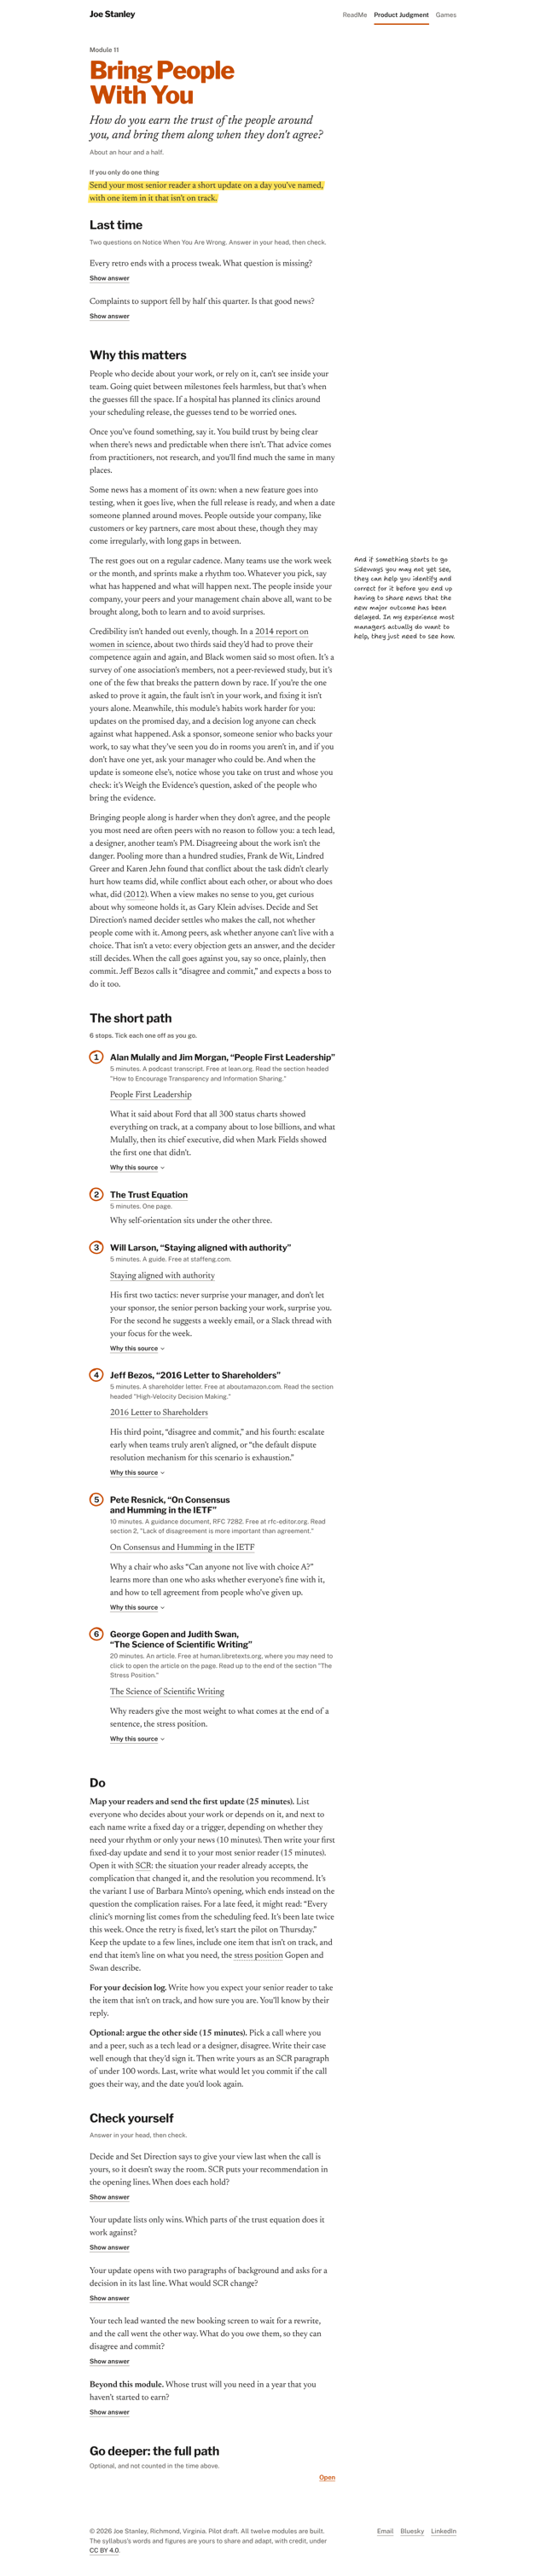 Joe Stanley
ReadMe Product Judgment Games
Module 11
Bring People
With You
How do you earn the trust of the people around
you, and bring them along when they don't agree?
About an hour and a half.
If you only do one thing
Send your most senior reader a short update on a day you've named,
with one item in it that isn't on track.
Last time
Two questions on Notice When You Are Wrong. Answer in your head, then check.
Every retro ends with a process tweak. What question is missing?
Show answer
Complaints to support fell by half this quarter. Is that good news?
Show answer
Why this matters
People who decide about your work, or rely on it, can't see inside your
team. Going quiet between milestones feels harmless, but that's when
the guesses fill the space. If a hospital has planned its clinics around
your scheduling release, the guesses tend to be worried ones.
Once you've found something, say it. You build trust by being clear
when there's news and predictable when there isn't. That advice comes
from practitioners, not research, and you'll find much the same in many
places.
Some news has a moment of its own: when a new feature goes into
testing, when it goes live, when the full release is ready, and when a date
someone planned around moves. People outside your company, like
customers or key partners, care most about these, though they may
come irregularly, with long gaps in between.
The rest goes out on a regular cadence. Many teams use the work week
or the month, and sprints make a rhythm too. Whatever you pick, say
what has happened and what will happen next. The people inside your
company, your peers and your management chain above all, want to be
brought along, both to learn and to avoid surprises.
And if something starts to go
sideways you may not yet see,
they can help you identify and
correct for it before you end up
having to share news that the
new major outcome has been
delayed. In my experience most
managers actually do want to
help, they just need to see how.
Credibility isn't handed out evenly, though. In a 2014 report on
women in science, about two thirds said they'd had to prove their
competence again and again, and Black women said so most often. It's a
survey of one association's members, not a peer-reviewed study, but it's
one of the few that breaks the pattern down by race. If you're the one
asked to prove it again, the fault isn't in your work, and fixing it isn't
yours alone. Meanwhile, this module's habits work harder for you:
updates on the promised day, and a decision log anyone can check
against what happened. Ask a sponsor, someone senior who backs your
work, to say what they've seen you do in rooms you aren't in, and if you
don't have one yet, ask your manager who could be. And when the
update is someone else's, notice whose you take on trust and whose you
check: it's Weigh the Evidence's question, asked of the people who
bring the evidence.
Bringing people along is harder when they don't agree, and the people
you most need are often peers with no reason to follow you: a tech lead,
a designer, another team's PM. Disagreeing about the work isn't the
danger. Pooling more than a hundred studies, Frank de Wit, Lindred
Greer and Karen Jehn found that conflict about the task didn't clearly
hurt how teams did, while conflict about each other, or about who does
what, did (2012). When a view makes no sense to you, get curious
about why someone holds it, as Gary Klein advises. Decide and Set
Direction's named decider settles who makes the call, not whether
people come with it. Among peers, ask whether anyone can't live with a
choice. That isn't a veto: every objection gets an answer, and the decider
still decides. When the call goes against you, say so once, plainly, then
commit. Jeff Bezos calls it “disagree and commit,” and expects a boss to
do it too.
The short path
6 stops. Tick each one off as you go.
1 Alan Mulally and Jim Morgan, “People First Leadership”
5 minutes. A podcast transcript. Free at lean.org. Read the section headed
“How to Encourage Transparency and Information Sharing.”
People First Leadership
What it said about Ford that all 300 status charts showed
everything on track, at a company about to lose billions, and what
Mulally, then its chief executive, did when Mark Fields showed
the first one that didn't.
Why this source
2 The Trust Equation
5 minutes. One page.
Why self-orientation sits under the other three.
3 Will Larson, “Staying aligned with authority”
5 minutes. A guide. Free at staffeng.com.
Staying aligned with authority
His first two tactics: never surprise your manager, and don't let
your sponsor, the senior person backing your work, surprise you.
For the second he suggests a weekly email, or a Slack thread with
your focus for the week.
Why this source
4 Jeff Bezos, “2016 Letter to Shareholders”
5 minutes. A shareholder letter. Free at aboutamazon.com. Read the section
headed “High-Velocity Decision Making.”
2016 Letter to Shareholders
His third point, “disagree and commit,” and his fourth: escalate
early when teams truly aren't aligned, or “the default dispute
resolution mechanism for this scenario is exhaustion.”
Why this source
5 Pete Resnick, “On Consensus
and Humming in the IETF”
10 minutes. A guidance document, RFC 7282. Free at rfc-editor.org. Read
section 2, “Lack of disagreement is more important than agreement.”
On Consensus and Humming in the IETF
Why a chair who asks “Can anyone not live with choice A?”
learns more than one who asks whether everyone's fine with it,
and how to tell agreement from people who've given up.
Why this source
6 George Gopen and Judith Swan,
“The Science of Scientific Writing”
20 minutes. An article. Free at human.libretexts.org, where you may need to
click to open the article on the page. Read up to the end of the section “The
Stress Position.”
The Science of Scientific Writing
Why readers give the most weight to what comes at the end of a
sentence, the stress position.
Why this source
Do
Map your readers and send the first update (25 minutes). List
everyone who decides about your work or depends on it, and next to
each name write a fixed day or a trigger, depending on whether they
need your rhythm or only your news (10 minutes). Then write your first
fixed-day update and send it to your most senior reader (15 minutes).
Open it with SCR: the situation your reader already accepts, the
complication that changed it, and the resolution you recommend. It's
the variant I use of Barbara Minto's opening, which ends instead on the
question the complication raises. For a late feed, it might read: “Every
clinic's morning list comes from the scheduling feed. It's been late twice
this week. Once the retry is fixed, let's start the pilot on Thursday.”
Keep the update to a few lines, include one item that isn't on track, and
end that item's line on what you need, the stress position Gopen and
Swan describe.
For your decision log. Write how you expect your senior reader to take
the item that isn't on track, and how sure you are. You'll know by their
reply.
Optional: argue the other side (15 minutes). Pick a call where you
and a peer, such as a tech lead or a designer, disagree. Write their case
well enough that they'd sign it. Then write yours as an SCR paragraph
of under 100 words. Last, write what would let you commit if the call
goes their way, and the date you'd look again.
Check yourself
Answer in your head, then check.
Decide and Set Direction says to give your view last when the call is
yours, so it doesn't sway the room. SCR puts your recommendation in
the opening lines. When does each hold?
Show answer
Your update lists only wins. Which parts of the trust equation does it
work against?
Show answer
Your update opens with two paragraphs of background and asks for a
decision in its last line. What would SCR change?
Show answer
Your tech lead wanted the new booking screen to wait for a rewrite,
and the call went the other way. What do you owe them, so they can
disagree and commit?
Show answer
Beyond this module. Whose trust will you need in a year that you
haven't started to earn?
Show answer
Go deeper: the full path
Optional, and not counted in the time above.
Open
© 2026 Joe Stanley, Richmond, Virginia. Pilot draft. All twelve modules are built.
The syllabus's words and figures are yours to share and adapt, with credit, under
CC BY 4.0.
Email Bluesky LinkedIn